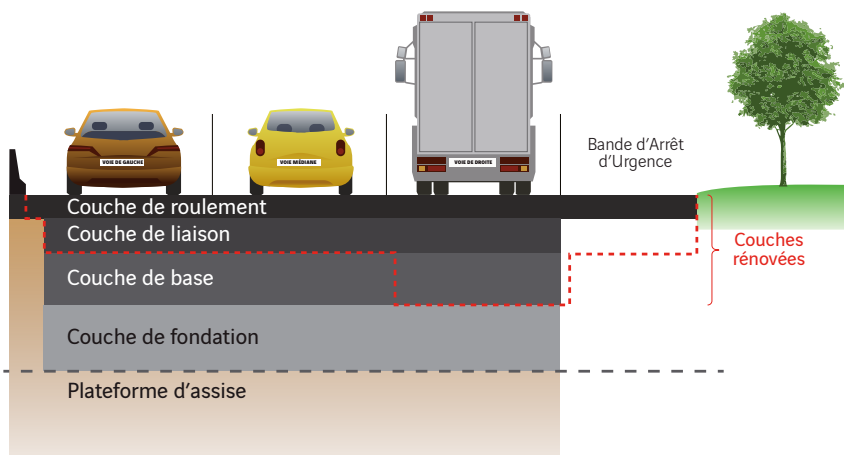 VOIE DE GAUCHE
VOIE MÉDIANE
VOIE DE DROITE
Bande d’Arrêt
d’Urgence
Couche de roulement
Couche de liaison
Couche de base
Couche de fondation
Plateforme d’assise
Couches
rénovées